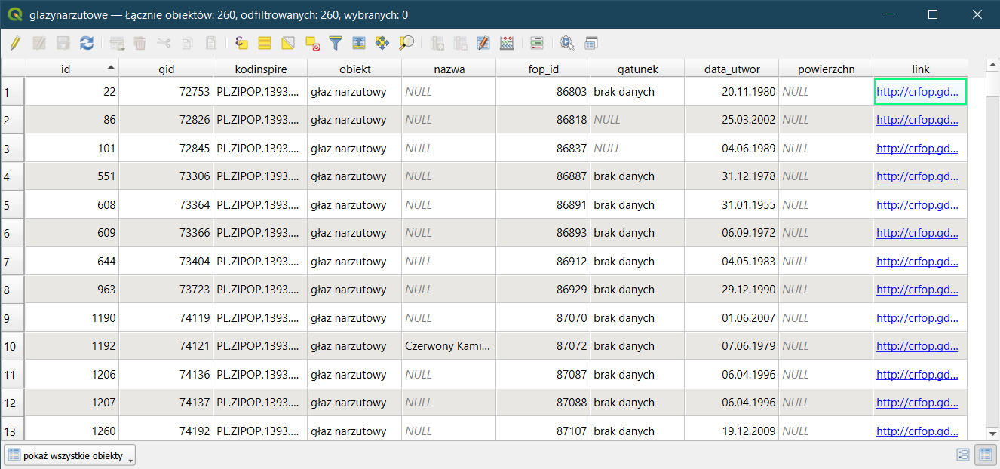 glazynarzutowe — Łącznie obiektów: 260, odfiltrowanych: 260, wybranych: 0
id gid kodinspire obiekt nazwa fop_id gatunek data_utwor powierzchn link
1 22 72753 PL.ZIPOP.1393.... głaz narzutowy NULL 86803 brak danych 20.11.1980 NULL http://crfop.gd...
2 86 72826 PL.ZIPOP.1393.... głaz narzutowy NULL 86818 NULL 25.03.2002 NULL http://crfop.gd...
3 101 72845 PL.ZIPOP.1393.... głaz narzutowy NULL 86837 NULL 04.06.1989 NULL http://crfop.gd...
4 551 73306 PL.ZIPOP.1393.... głaz narzutowy NULL 86887 brak danych 31.12.1978 NULL http://crfop.gd...
5 608 73364 PL.ZIPOP.1393.... głaz narzutowy NULL 86891 brak danych 31.01.1955 NULL http://crfop.gd...
6 609 73366 PL.ZIPOP.1393.... głaz narzutowy NULL 86893 brak danych 06.09.1972 NULL http://crfop.gd...
7 644 73404 PL.ZIPOP.1393.... głaz narzutowy NULL 86912 brak danych 04.05.1983 NULL http://crfop.gd...
8 963 73723 PL.ZIPOP.1393.... głaz narzutowy NULL 86929 brak danych 29.12.1990 NULL http://crfop.gd...
9 1190 74119 PL.ZIPOP.1393.... głaz narzutowy NULL 87070 brak danych 01.06.2007 NULL http://crfop.gd...
10 1192 74121 PL.ZIPOP.1393.... głaz narzutowy Czerwony Kami... 87072 brak danych 07.06.1979 NULL http://crfop.gd...
11 1206 74136 PL.ZIPOP.1393.... głaz narzutowy NULL 87087 brak danych 06.04.1996 NULL http://crfop.gd...
12 1207 74137 PL.ZIPOP.1393.... głaz narzutowy NULL 87088 brak danych 06.04.1996 NULL http://crfop.gd...
13 1260 74192 PL.ZIPOP.1393.... głaz narzutowy NULL 87107 brak danych 19.12.2009 NULL http://crfop.gd...
pokaż wszystkie obiekty